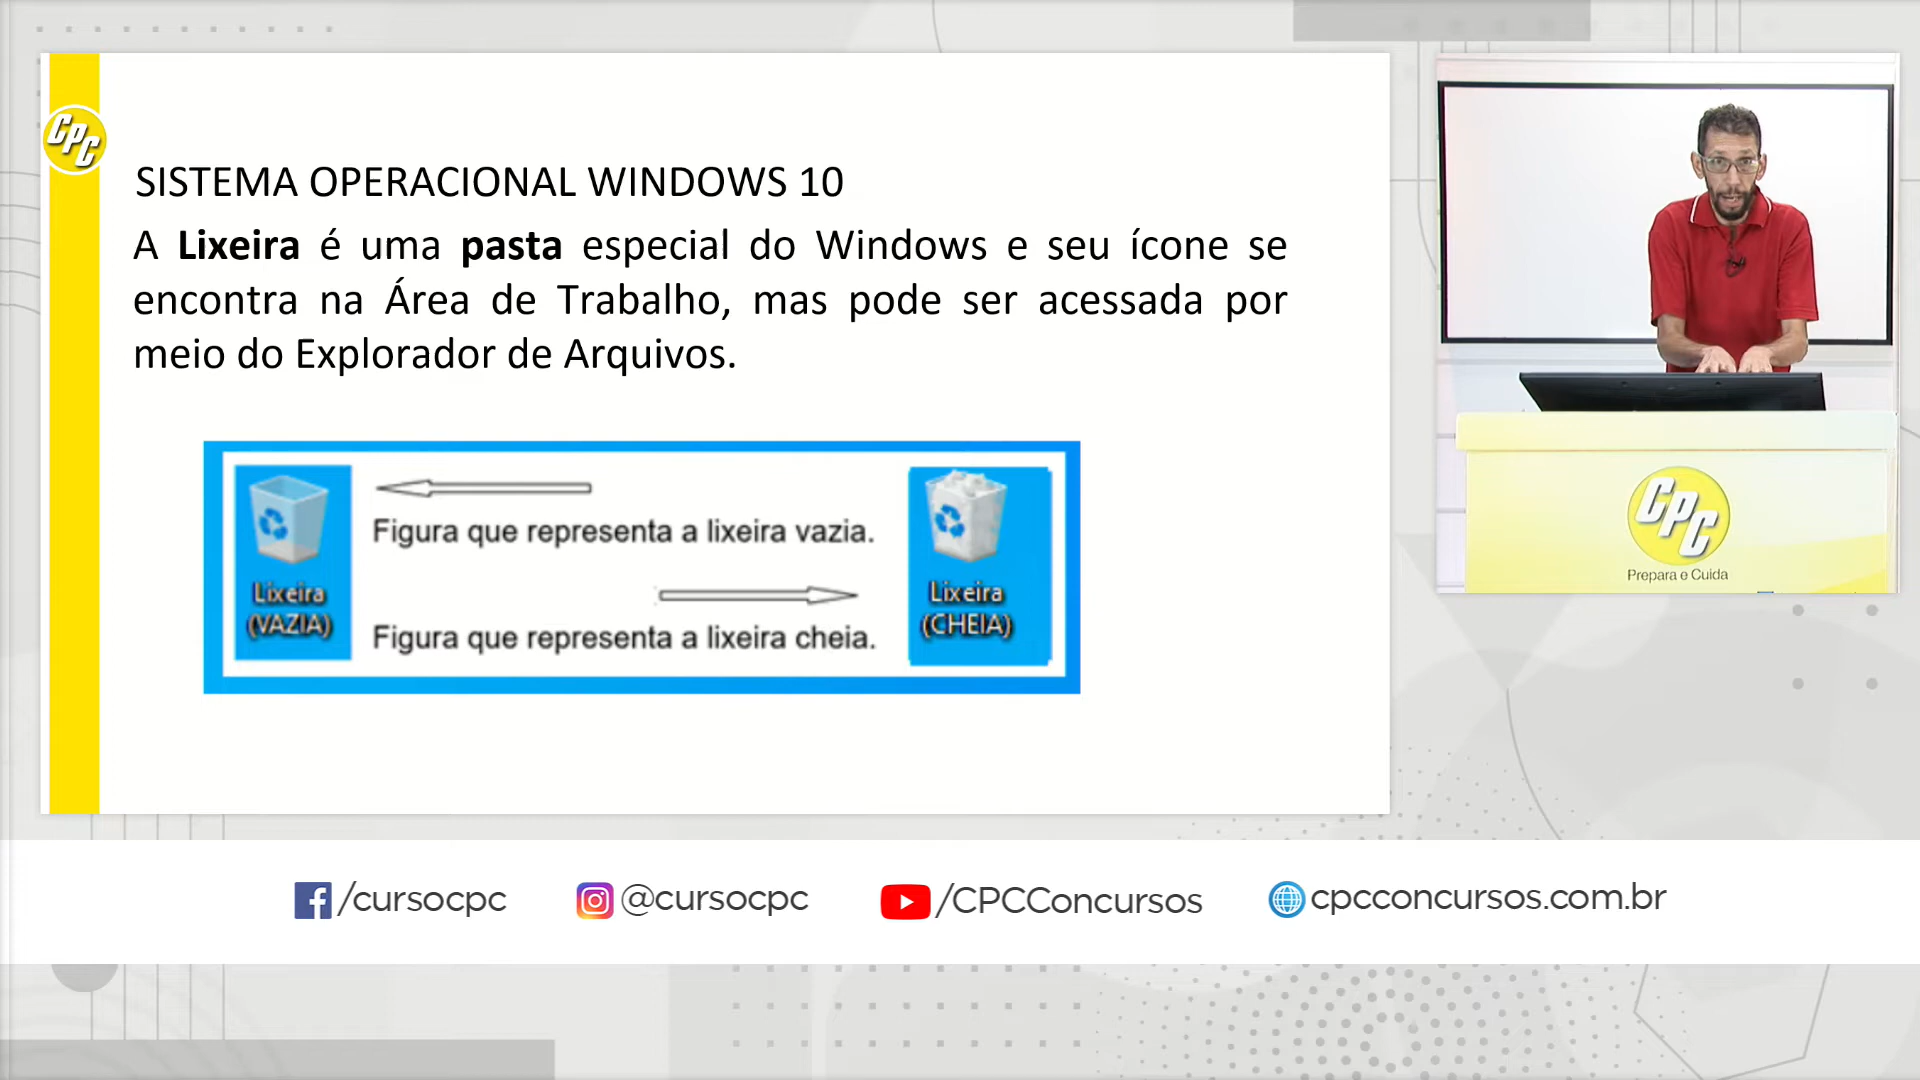 CPC
SISTEMA OPERACIONAL WINDOWS 10
A Lixeira é uma pasta especial do Windows e seu ícone se
encontra na Área de Trabalho, mas pode ser acessada por
meio do Explorador de Arquivos.
Lixeira
(VAZIA)
Figura que representa a lixeira vazia.
Figura que representa a lixeira cheia.
Lixeira
(CHEIA)
CPC
Prepara e Cuida
/cursocpc
@cursocpc
/CPCConcursos
cpcconcursos.com.br